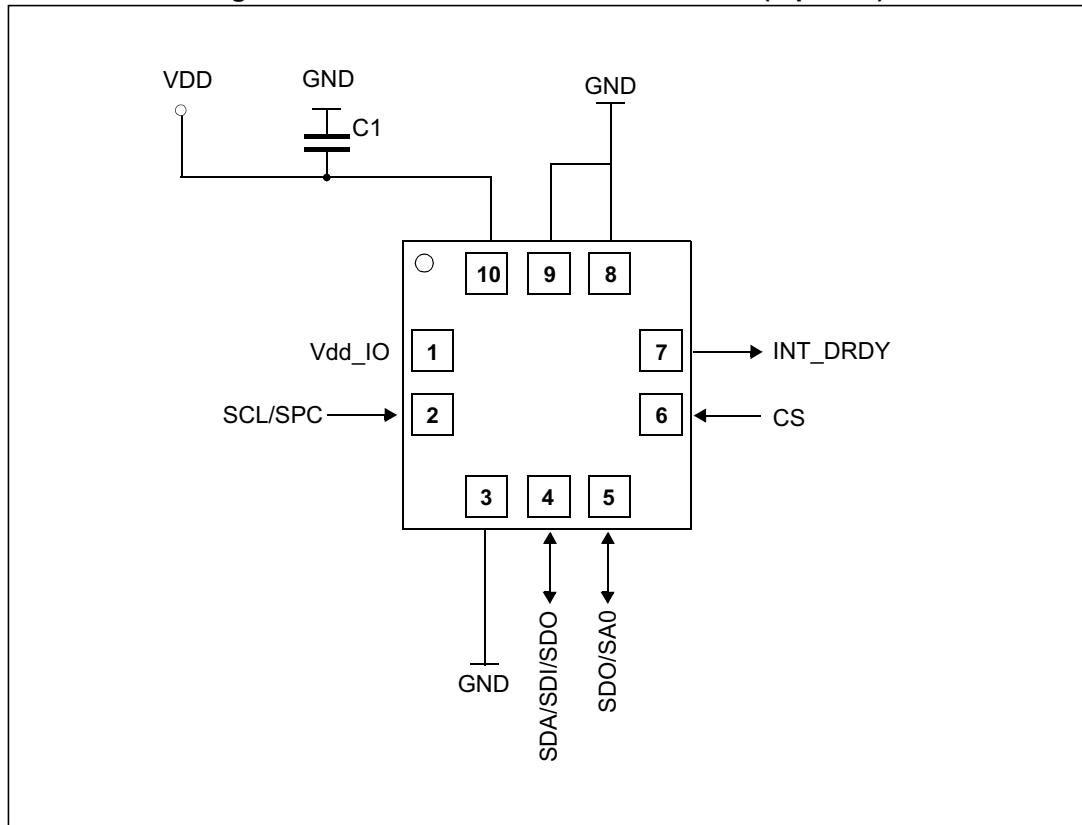 VDD
GND
C1
GND
10
9
8
Vdd_IO
1
7
INT_DRDY
SCL/SPC
2
6
CS
3
4
5
GND
SDA/SDI/SDO
SDO/SA0